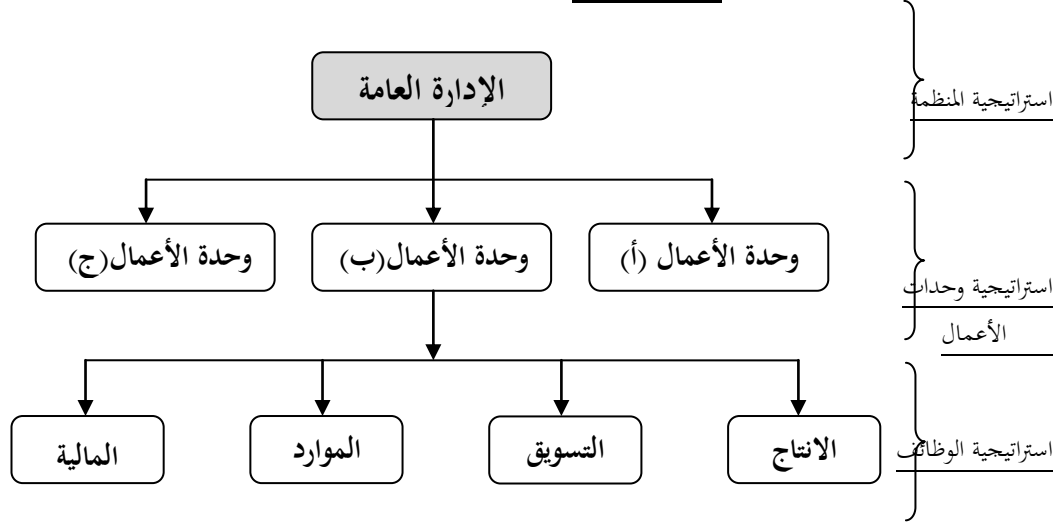 الإدارة العامة
استراتيجية المنظمة
وحدة الأعمال (أ)
وحدة الأعمال(ب)
وحدة الأعمال(ج)
استراتيجية وحدات
الأعمال
الانتاج
التسويق
الموارد
المالية
استراتيجية الوظائف